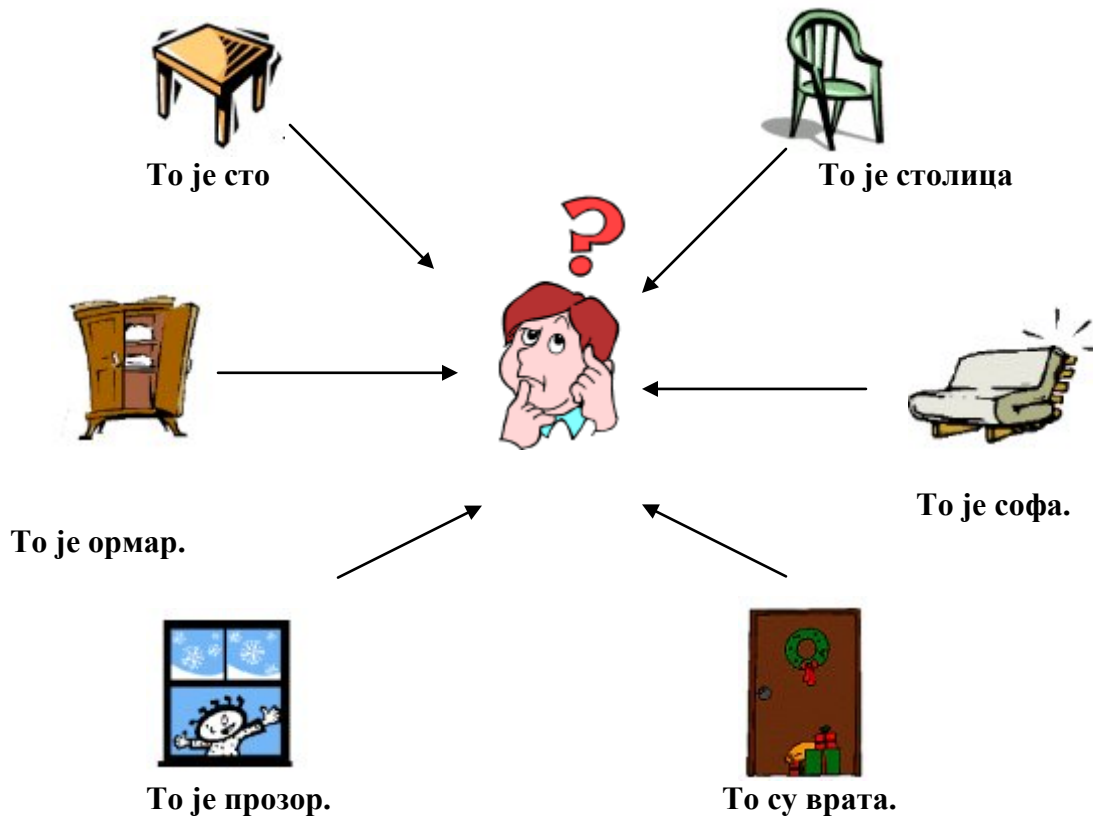 То је сто
То је столица
То је софа.
То је ормар.
То је прозор.
То су врата.